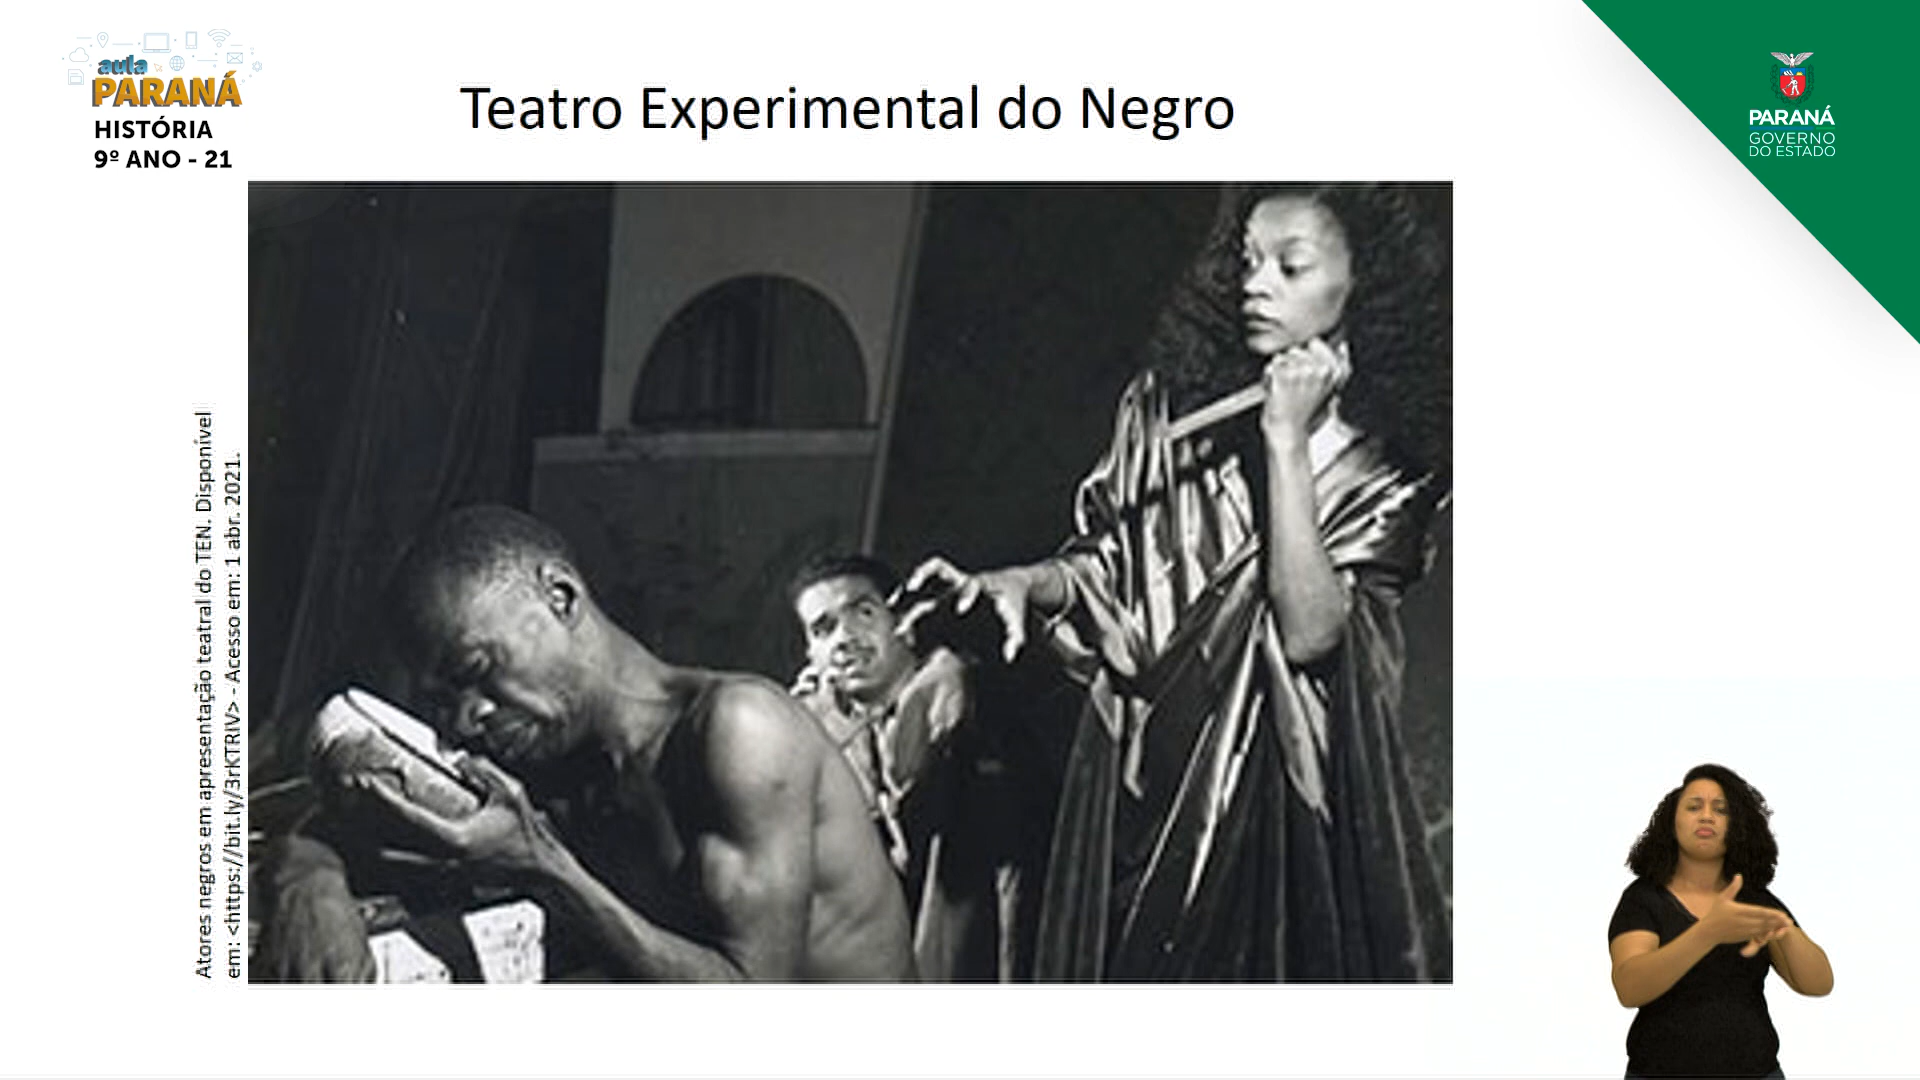 aula
PARANÁ
HISTÓRIA
9º ANO - 21
Teatro Experimental do Negro
PARANÁ
GOVERNO
DO ESTADO
Atores negros em apresentação teatral do TEN. Disponível
em: <https://bit.ly/3rKTRIV> - Acesso em: 1 abr. 2021.